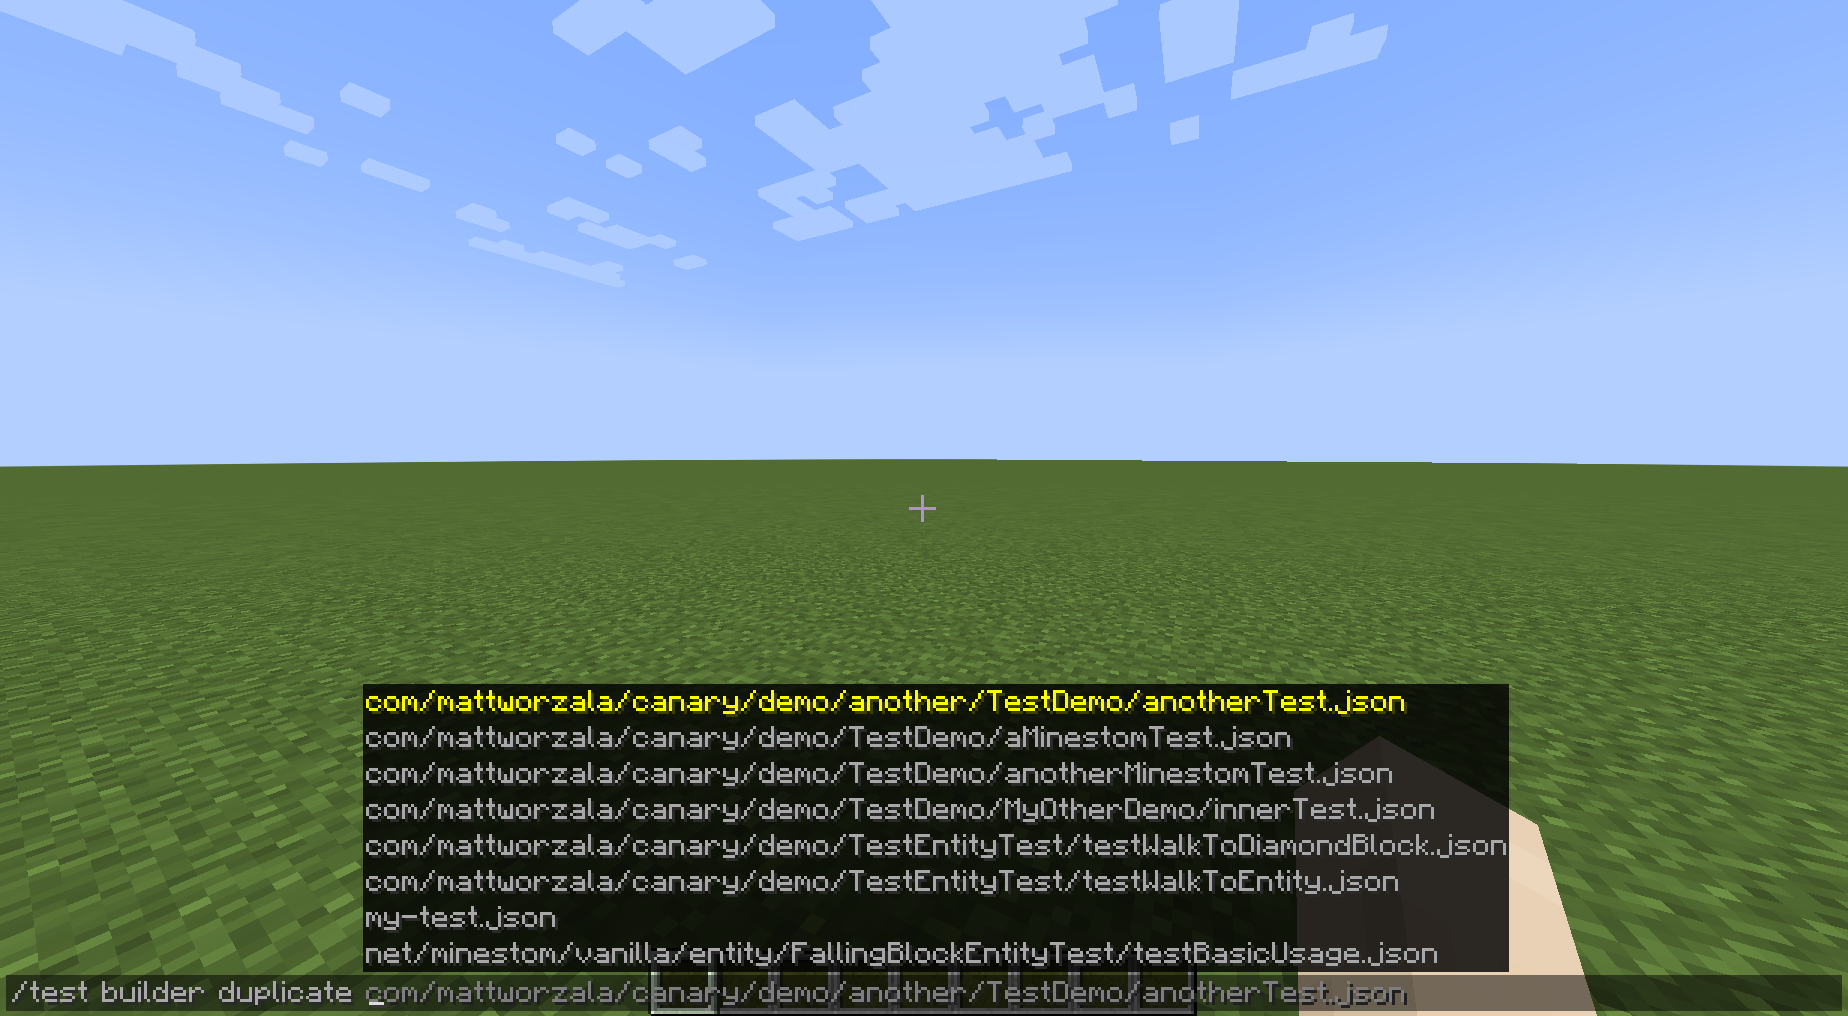 com/mattworzala/canary/demo/another/TestDemo/anotherTest.json
com/mattworzala/canary/demo/TestDemo/aMinestomTest.json
com/mattworzala/canary/demo/TestDemo/anotherMinestomTest.json
com/mattworzala/canary/demo/TestDemo/MyOtherDemo/innerTest.json
com/mattworzala/canary/demo/TestEntityTest/testWalkToDiamondBlock.json
com/mattworzala/canary/demo/TestEntityTest/testWalkToEntity.json
my-test.json
net/minestom/vanilla/entity/FallingBlockEntityTest/testBasicUsage.json
/test builder duplicate com/mattworzala/canary/demo/another/TestDemo/anotherTest.json